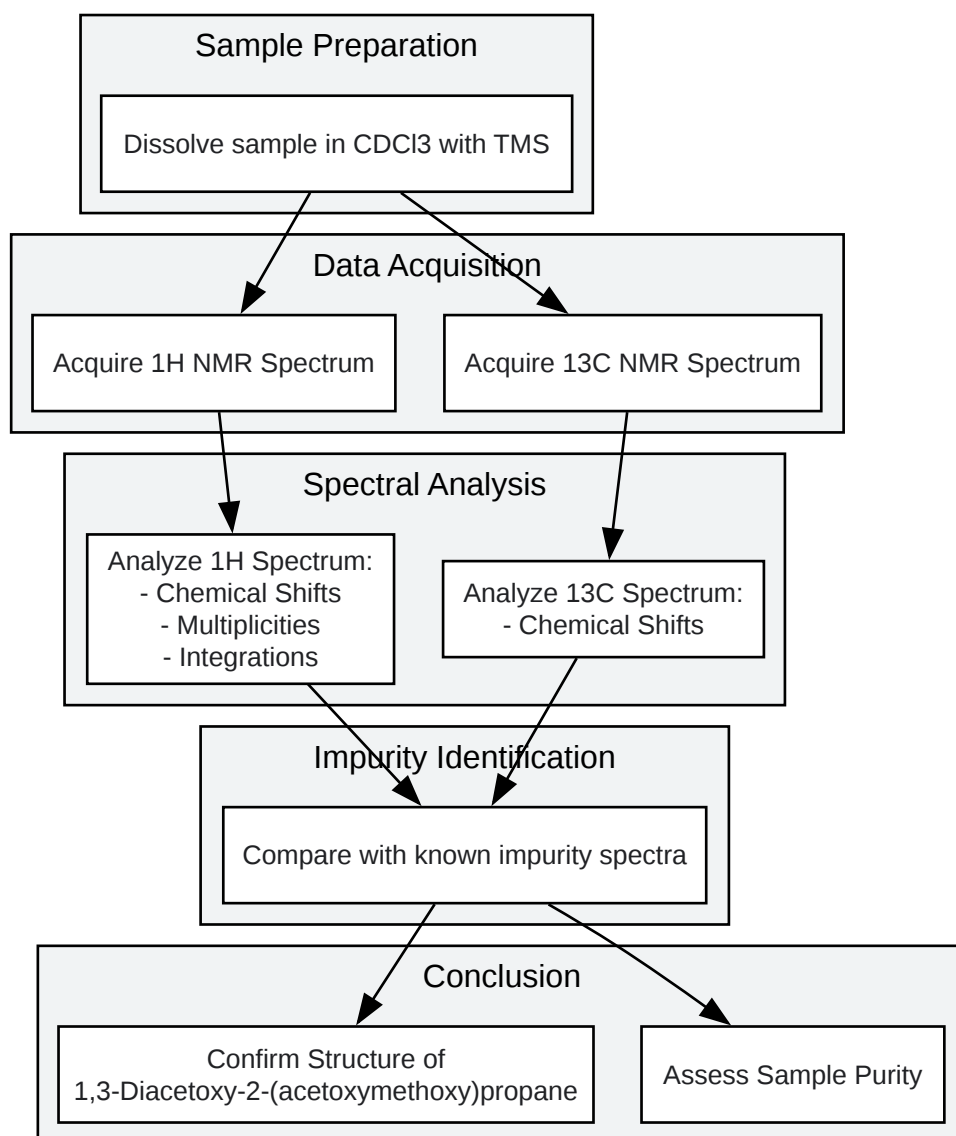 Sample Preparation
Dissolve sample in CDCl3 with TMS
Data Acquisition
Acquire 1H NMR Spectrum
Acquire 13C NMR Spectrum
Spectral Analysis
Analyze 1H Spectrum:
- Chemical Shifts
- Multiplicities
- Integrations
Analyze 13C Spectrum:
- Chemical Shifts
Impurity Identification
Compare with known impurity spectra
Conclusion
Confirm Structure of
1,3-Diacetoxy-2-(acetoxymethoxy)propane
Assess Sample Purity